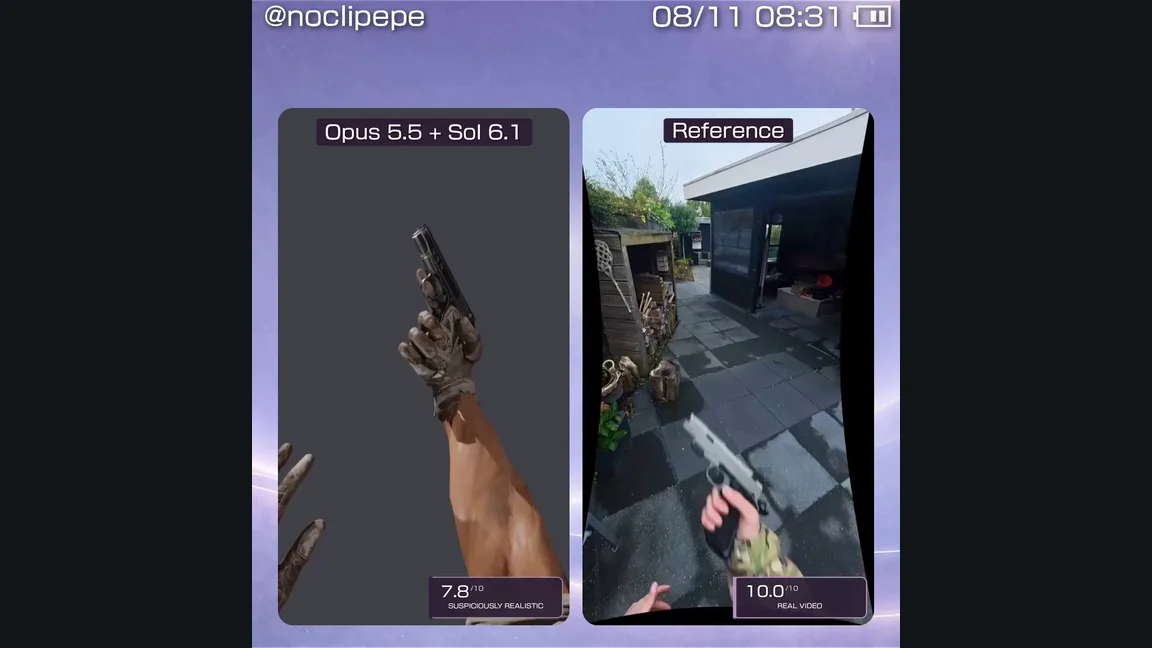 @noclipepe
08/11 08:31
Opus 5.5 + Sol 6.1
Reference
7.8/10
SUSPICIOUSLY REALISTIC
10.0/10
REAL VIDEO